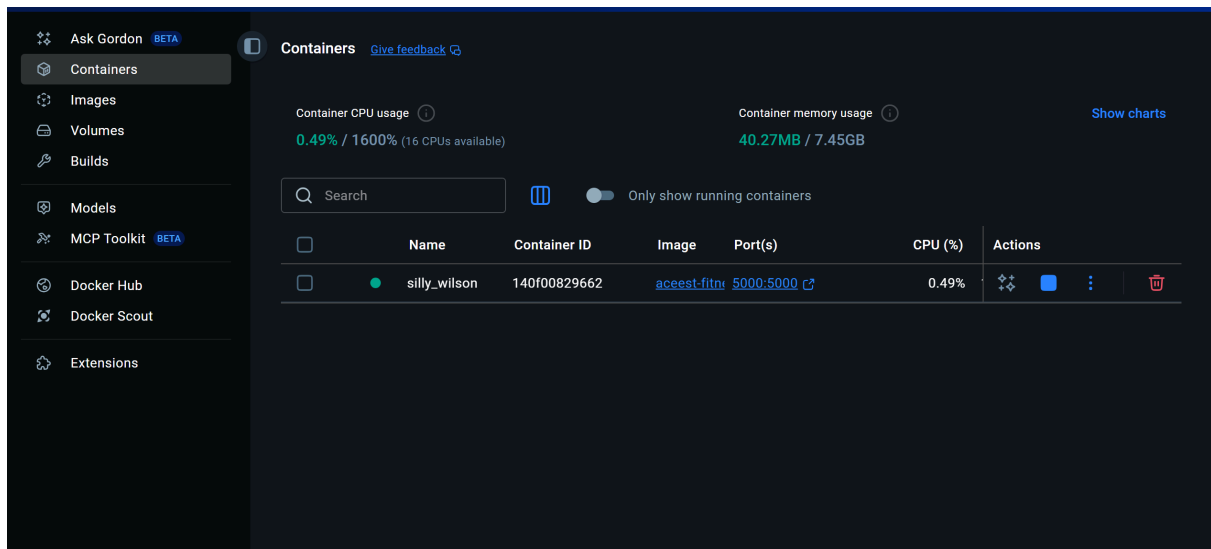 Ask Gordon BETA
Containers
Images
Volumes
Builds
Models
MCP Toolkit BETA
Docker Hub
Docker Scout
Extensions
Containers Give feedback
Container CPU usage
0.49% / 1600% (16 CPUs available)
Container memory usage
40.27MB / 7.45GB
Show charts
Search
Only show running containers
Name Container ID Image Port(s) CPU (%) Actions
silly_wilson 140f00829662 aceest-fitne 5000:5000 0.49%